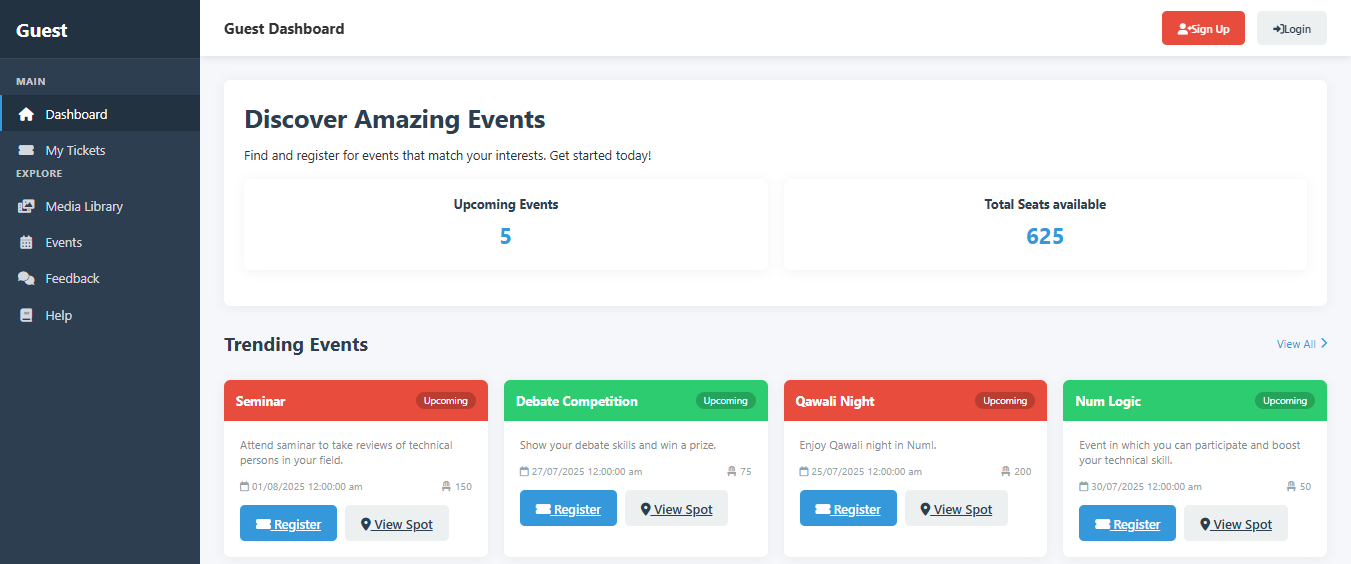 Guest
Guest Dashboard
Sign Up
Login
MAIN
Dashboard
My Tickets
EXPLORE
Media Library
Events
Feedback
Help
Discover Amazing Events
Find and register for events that match your interests. Get started today!
Upcoming Events
5
Total Seats available
625
Trending Events
View All
Seminar
Upcoming
Attend saminar to take reviews of technical
persons in your field.
01/08/2025 12:00:00 am
150
Register
View Spot
Debate Competition
Upcoming
Show your debate skills and win a prize.
27/07/2025 12:00:00 am
75
Register
View Spot
Qawali Night
Upcoming
Enjoy Qawali night in Numl.
25/07/2025 12:00:00 am
200
Register
View Spot
Num Logic
Upcoming
Event in which you can participate and boost
your technical skill.
30/07/2025 12:00:00 am
50
Register
View Spot